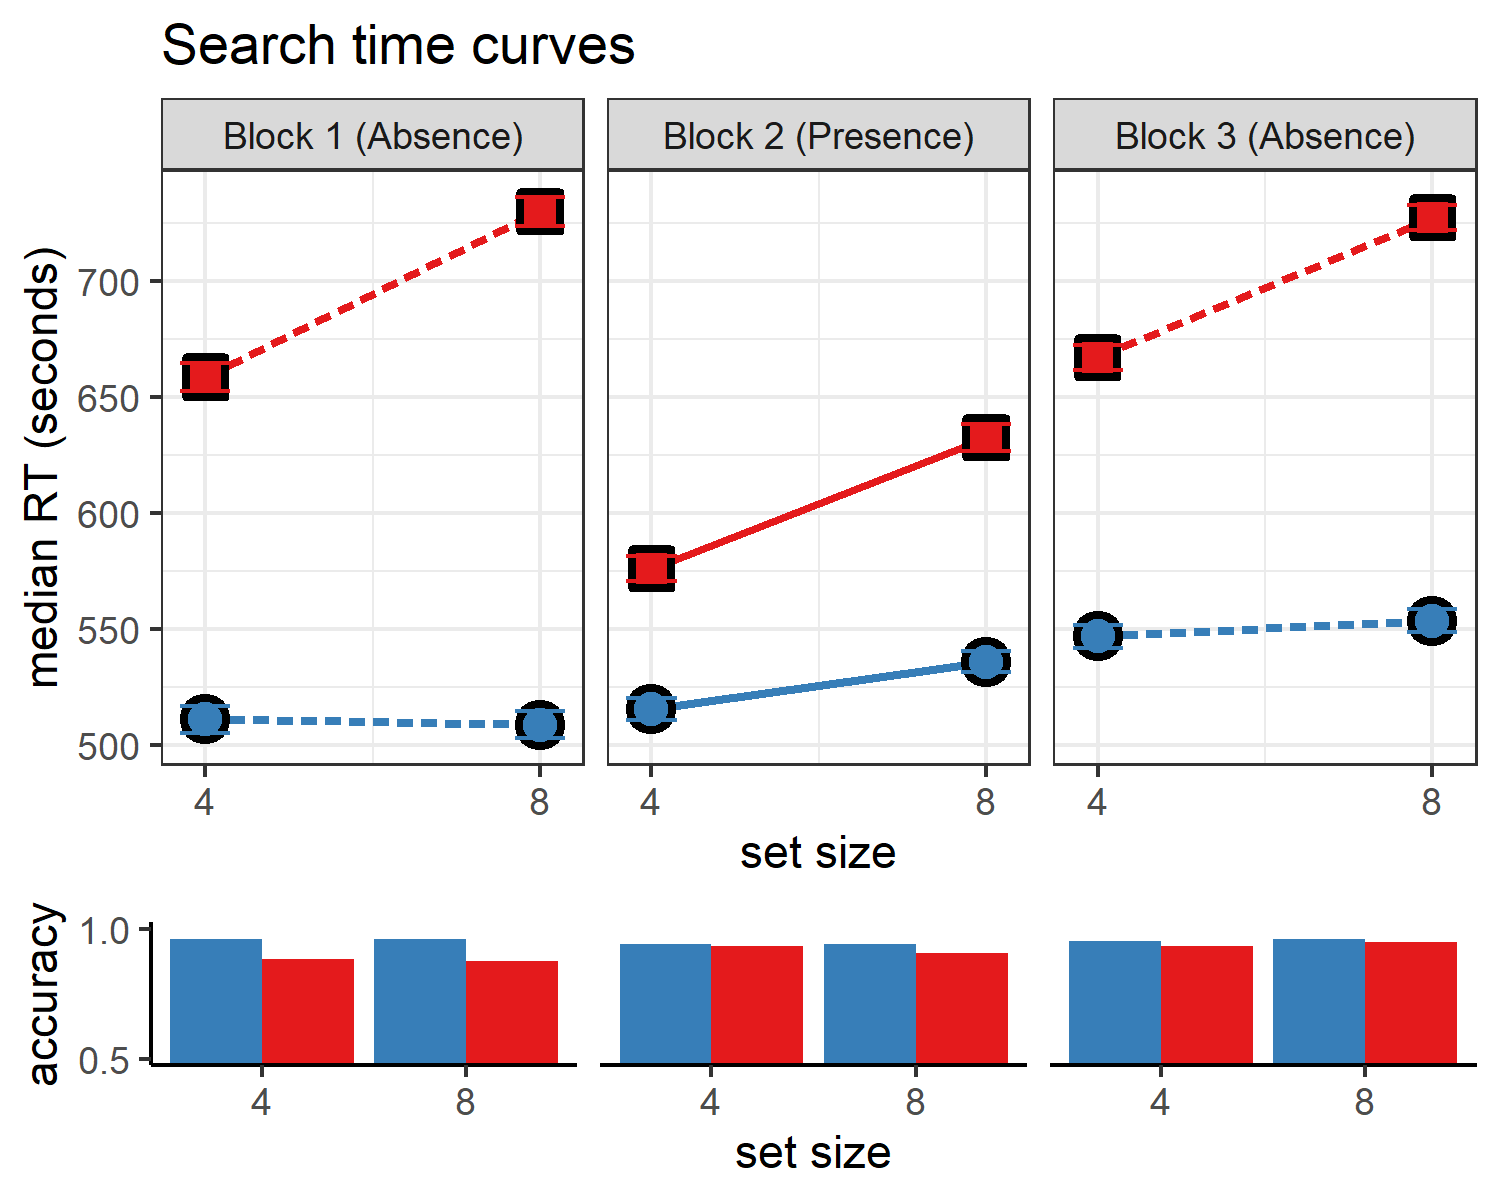 Search time curves
Block 1 (Absence) Block 2 (Presence) Block 3 (Absence)
median RT (seconds)
700
650
600
550
500
4 8 4 8 4 8
set size
accuracy
1.0
0.5
4 8 4 8 4 8
set size